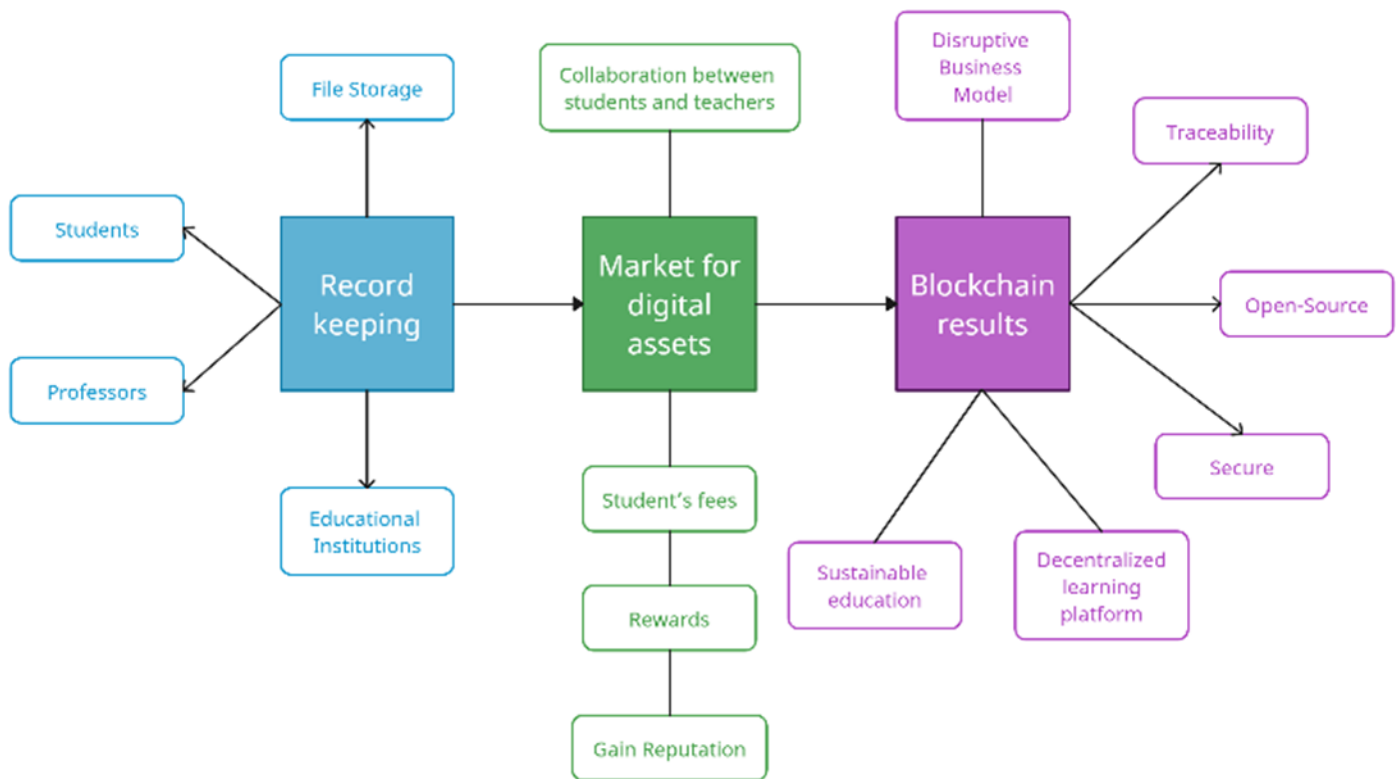 File Storage
Students
Professors
Record
keeping
Educational
Institutions
Collaboration between
students and teachers
Market for
digital
assets
Student's fees
Rewards
Gain Reputation
Disruptive
Business
Model
Blockchain
results
Traceability
Open-Source
Secure
Sustainable
education
Decentralized
learning
platform